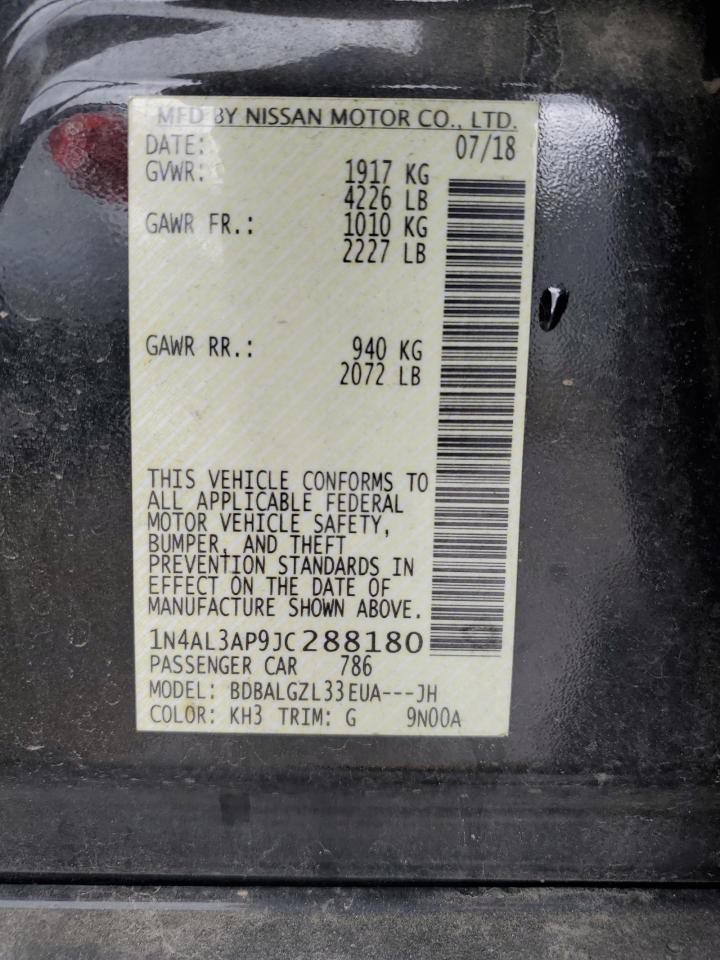 MFD BY NISSAN MOTOR CO., LTD.
DATE: 07/18
GVWR: 1917 KG
4226 LB
GAWR FR.: 1010 KG
2227 LB
GAWR RR.: 940 KG
2072 LB
THIS VEHICLE CONFORMS TO
ALL APPLICABLE FEDERAL
MOTOR VEHICLE SAFETY,
BUMPER, AND THEFT
PREVENTION STANDARDS IN
EFFECT ON THE DATE OF
MANUFACTURE SHOWN ABOVE.
1N4AL3AP9JC288180
PASSENGER CAR 786
MODEL: BDBALGZL33EUA---JH
COLOR: KH3 TRIM: G 9N00A